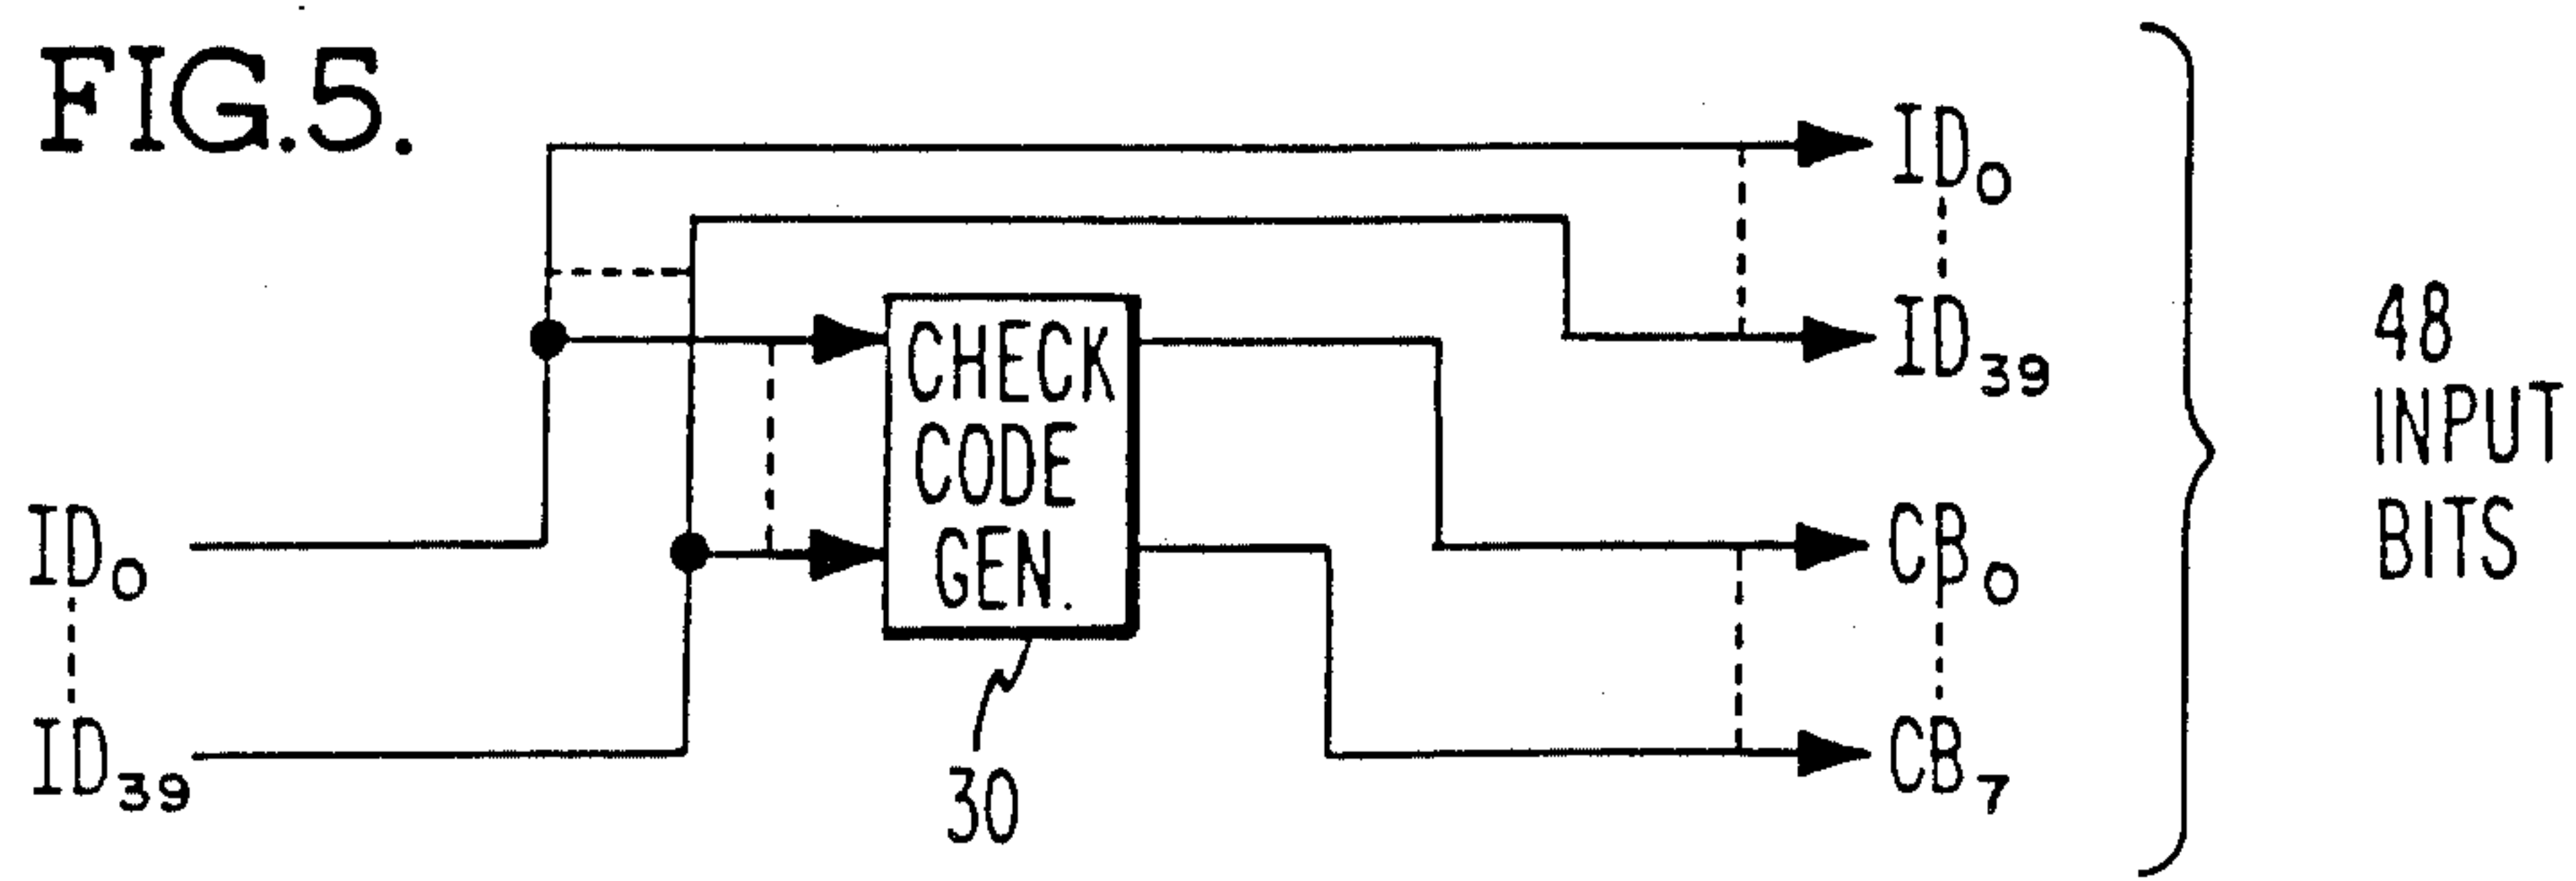 FIG.5.
ID0
ID39
ID0
ID39
CHECK
CODE
GEN.
30
CB0
CB7
48
INPUT
BITS